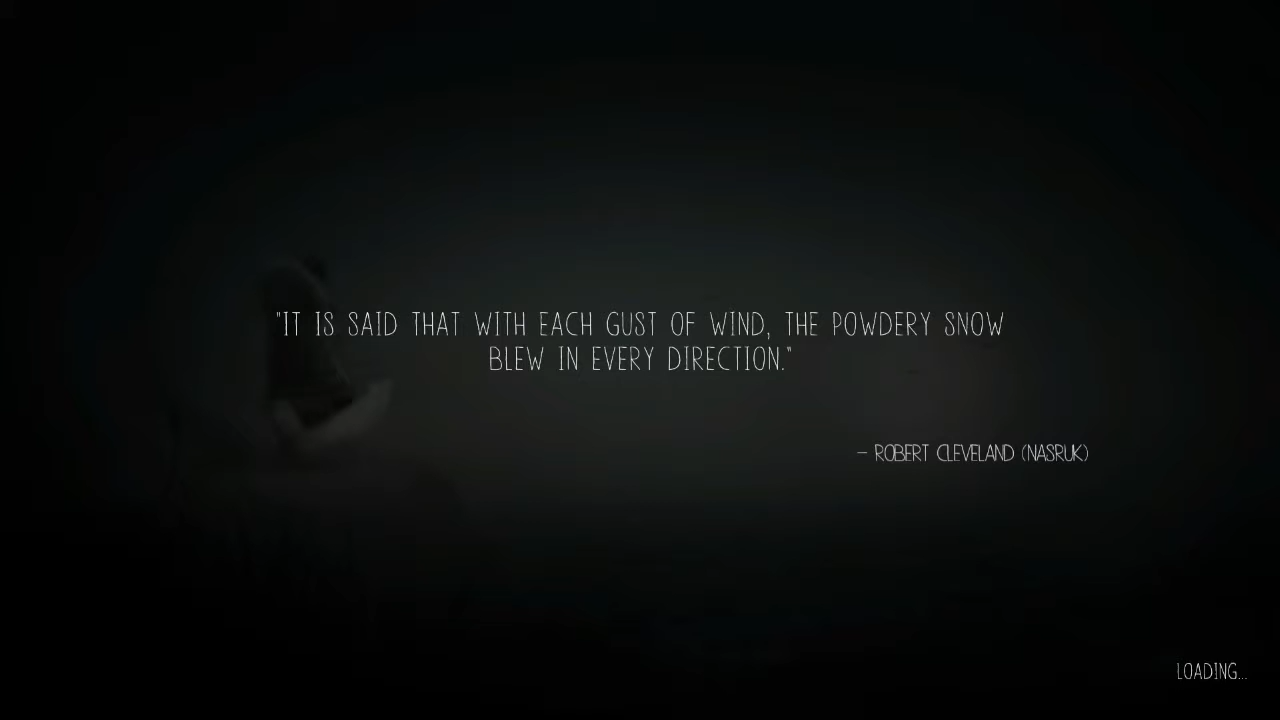 "IT IS SAID THAT WITH EACH GUST OF WIND, THE POWDERY SNOW
BLEW IN EVERY DIRECTION."
– ROBERT CLEVELAND (NASRUK)
LOADING...